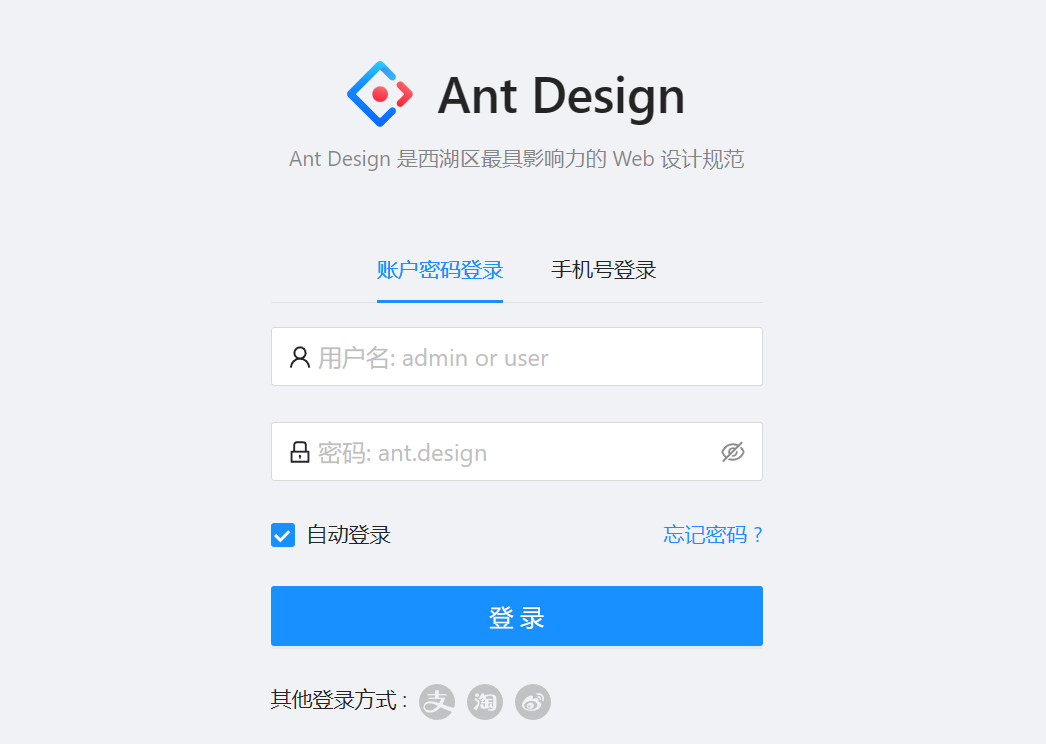 Ant Design
Ant Design 是西湖区最具影响力的 Web 设计规范
账户密码登录 手机号登录
用户名: admin or user
密码: ant.design
自动登录 忘记密码 ?
登 录
其他登录方式 : 支 淘